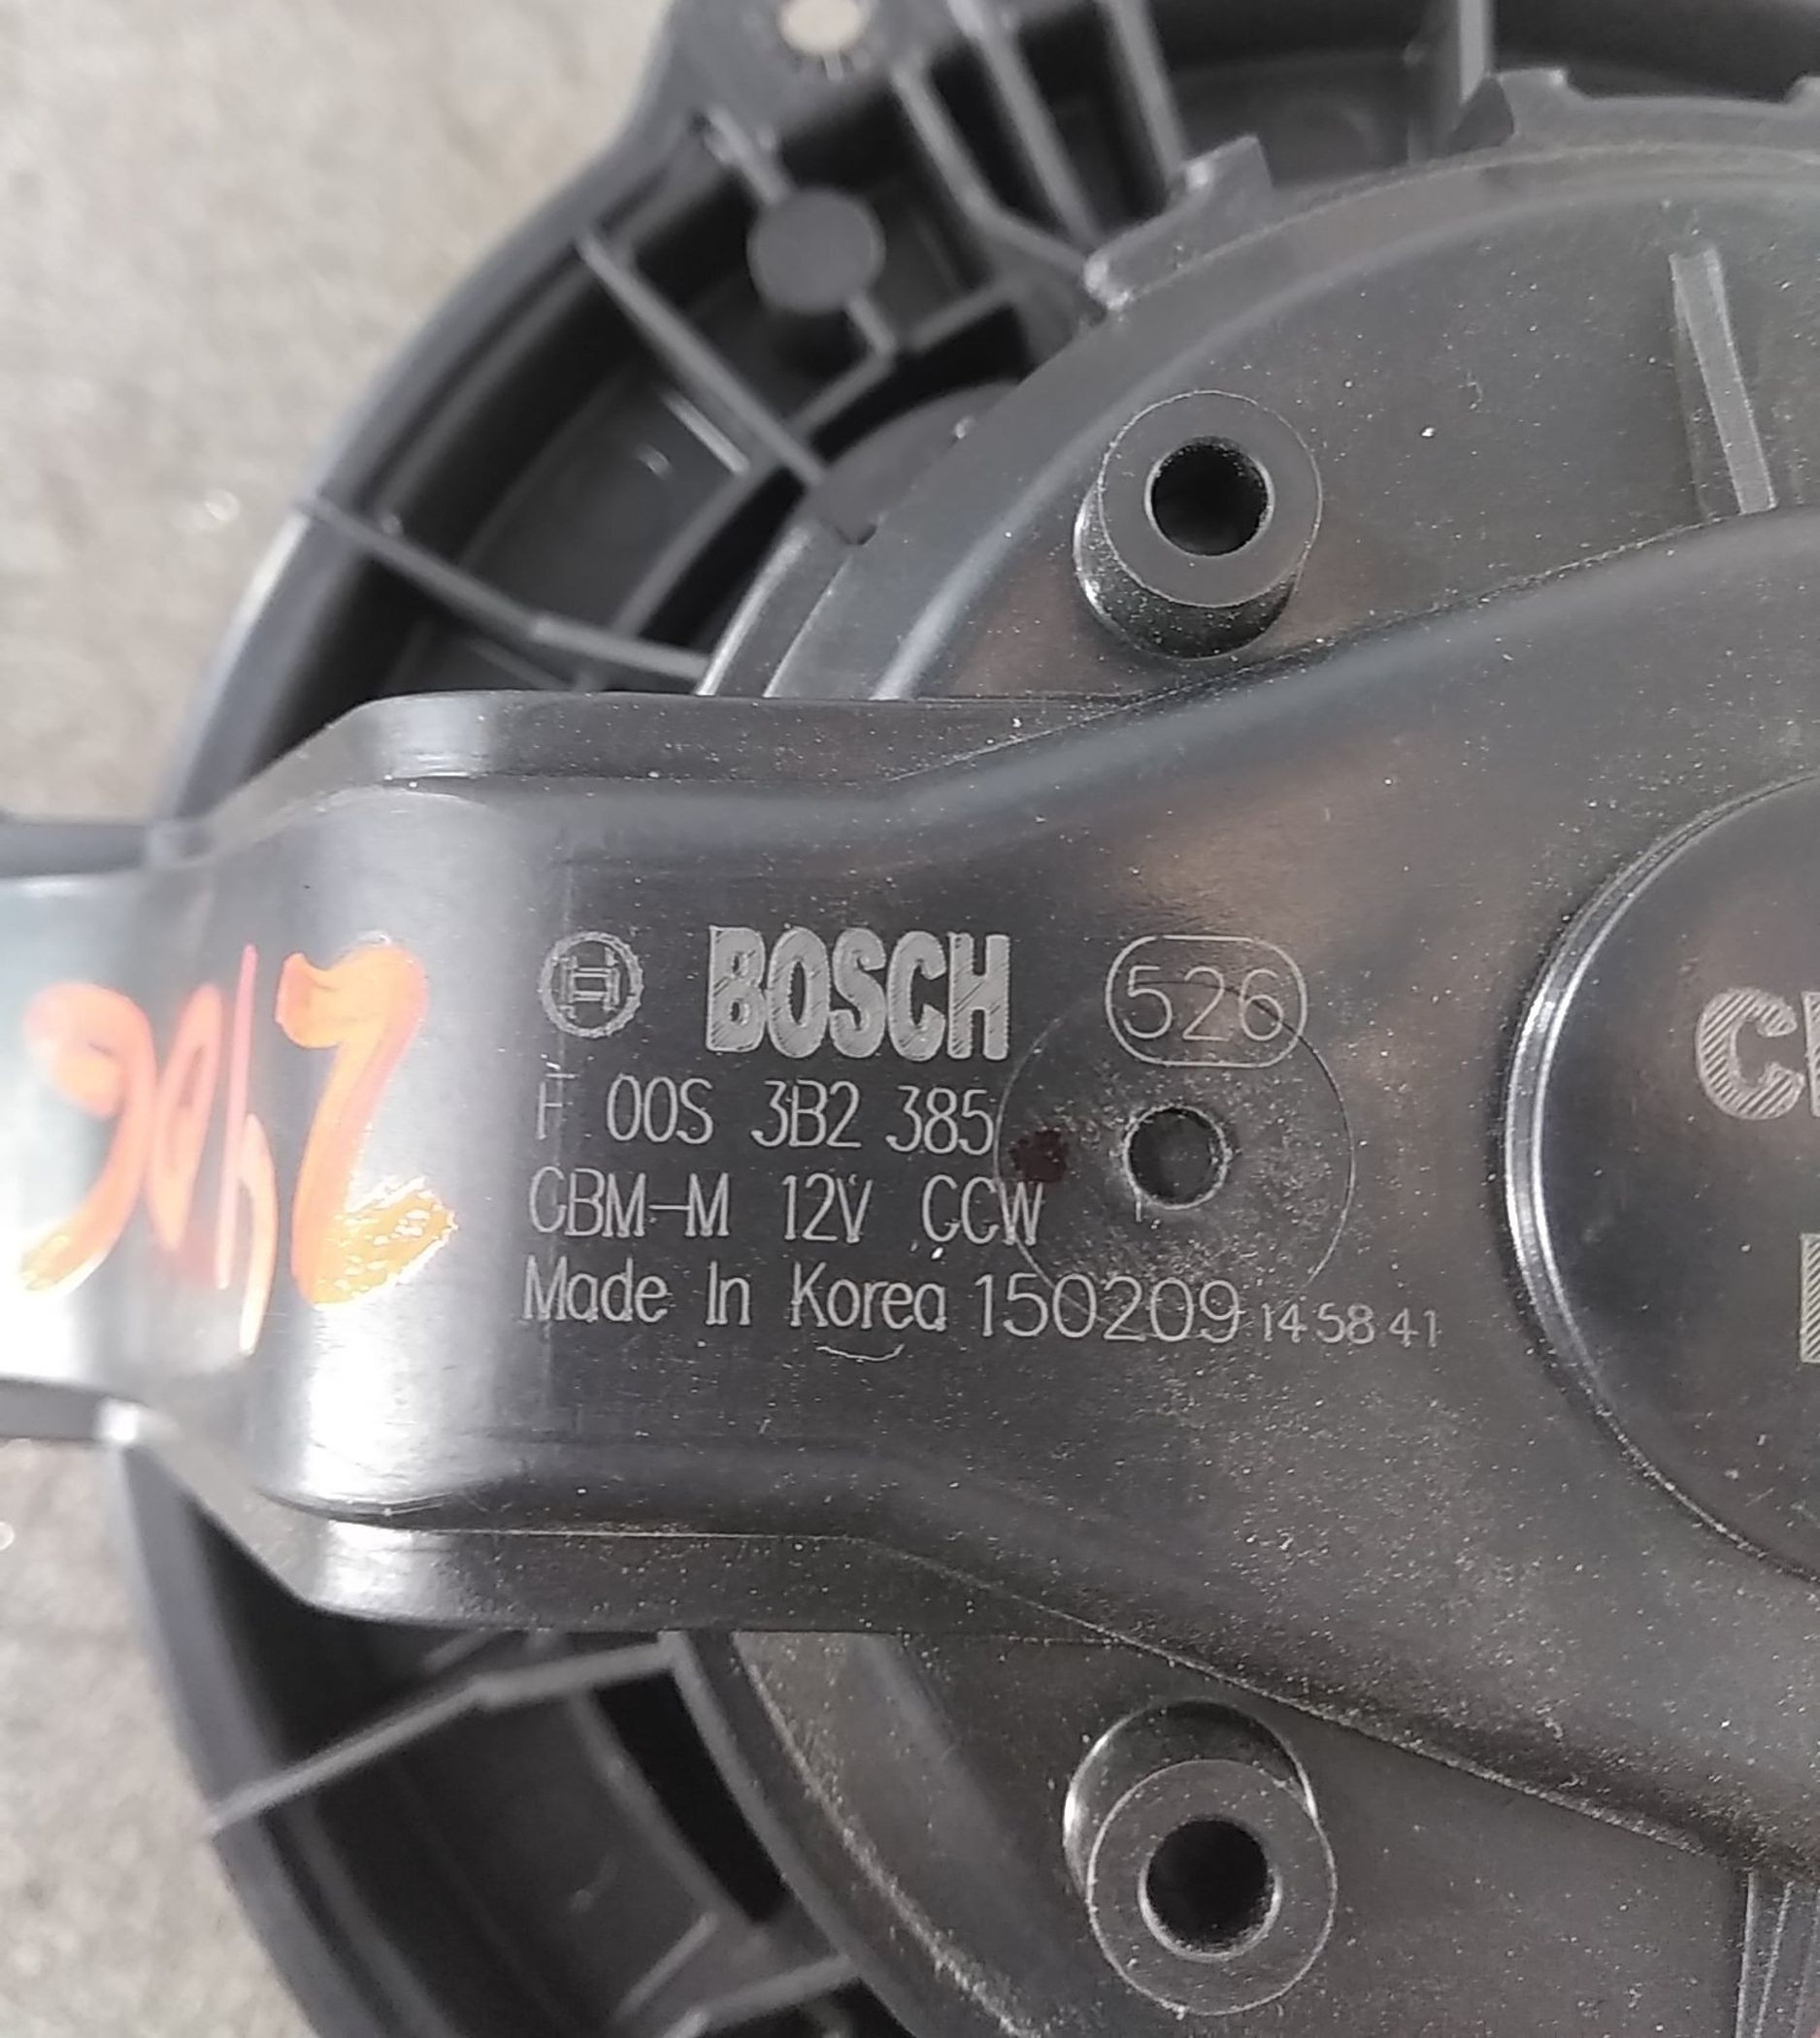 BOSCH 526
F 00S 3B2 385
CBM-M 12V CCW
Made In Korea 150209 14 58 41